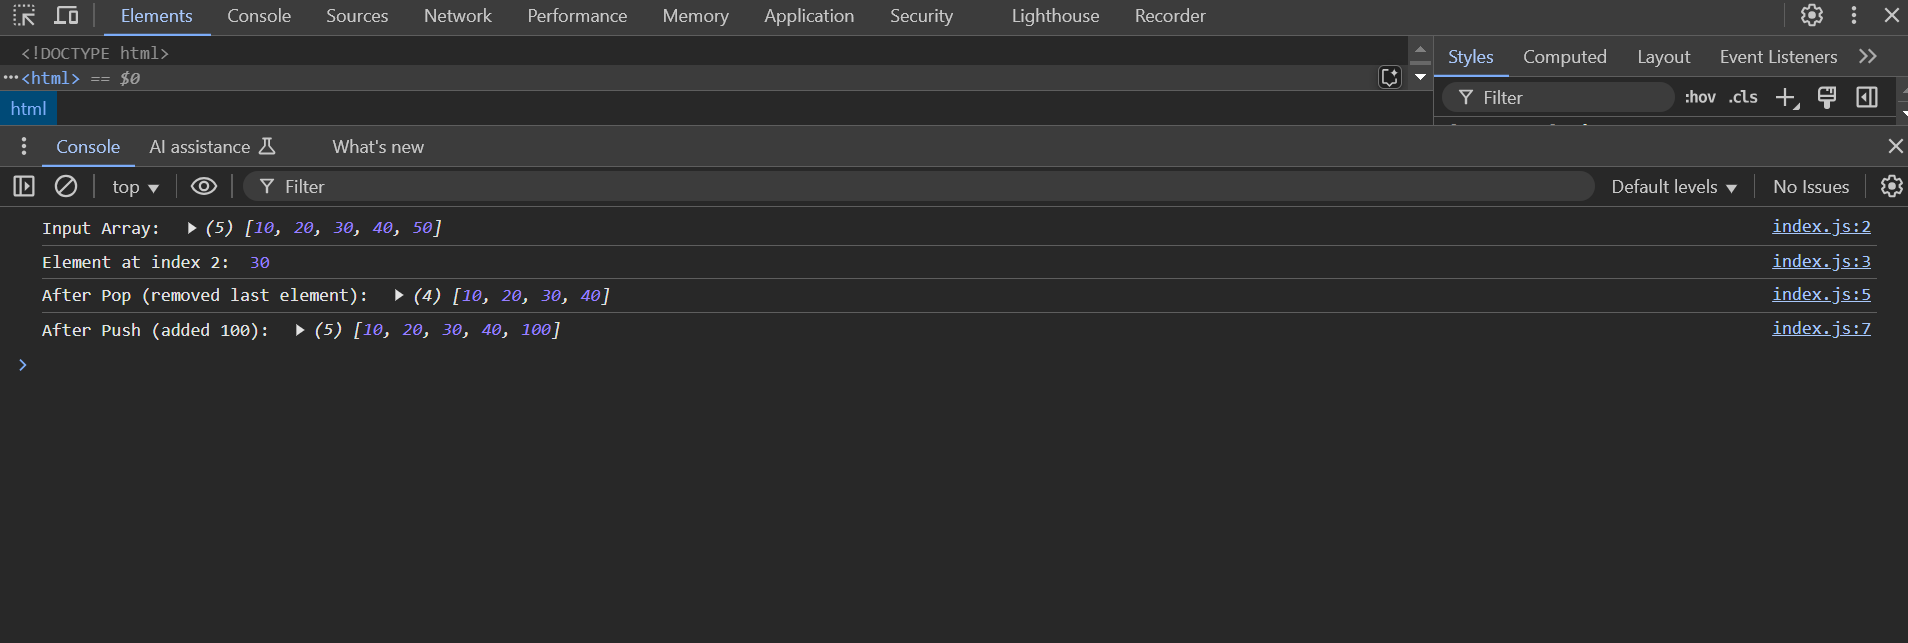 Elements Console Sources Network Performance Memory Application Security Lighthouse Recorder
<!DOCTYPE html>
<html> == $0
html
Styles Computed Layout Event Listeners
Filter :hov .cls
Console AI assistance What's new
top Filter Default levels No Issues
Input Array: (5) [10, 20, 30, 40, 50] index.js:2
Element at index 2: 30 index.js:3
After Pop (removed last element): (4) [10, 20, 30, 40] index.js:5
After Push (added 100): (5) [10, 20, 30, 40, 100] index.js:7